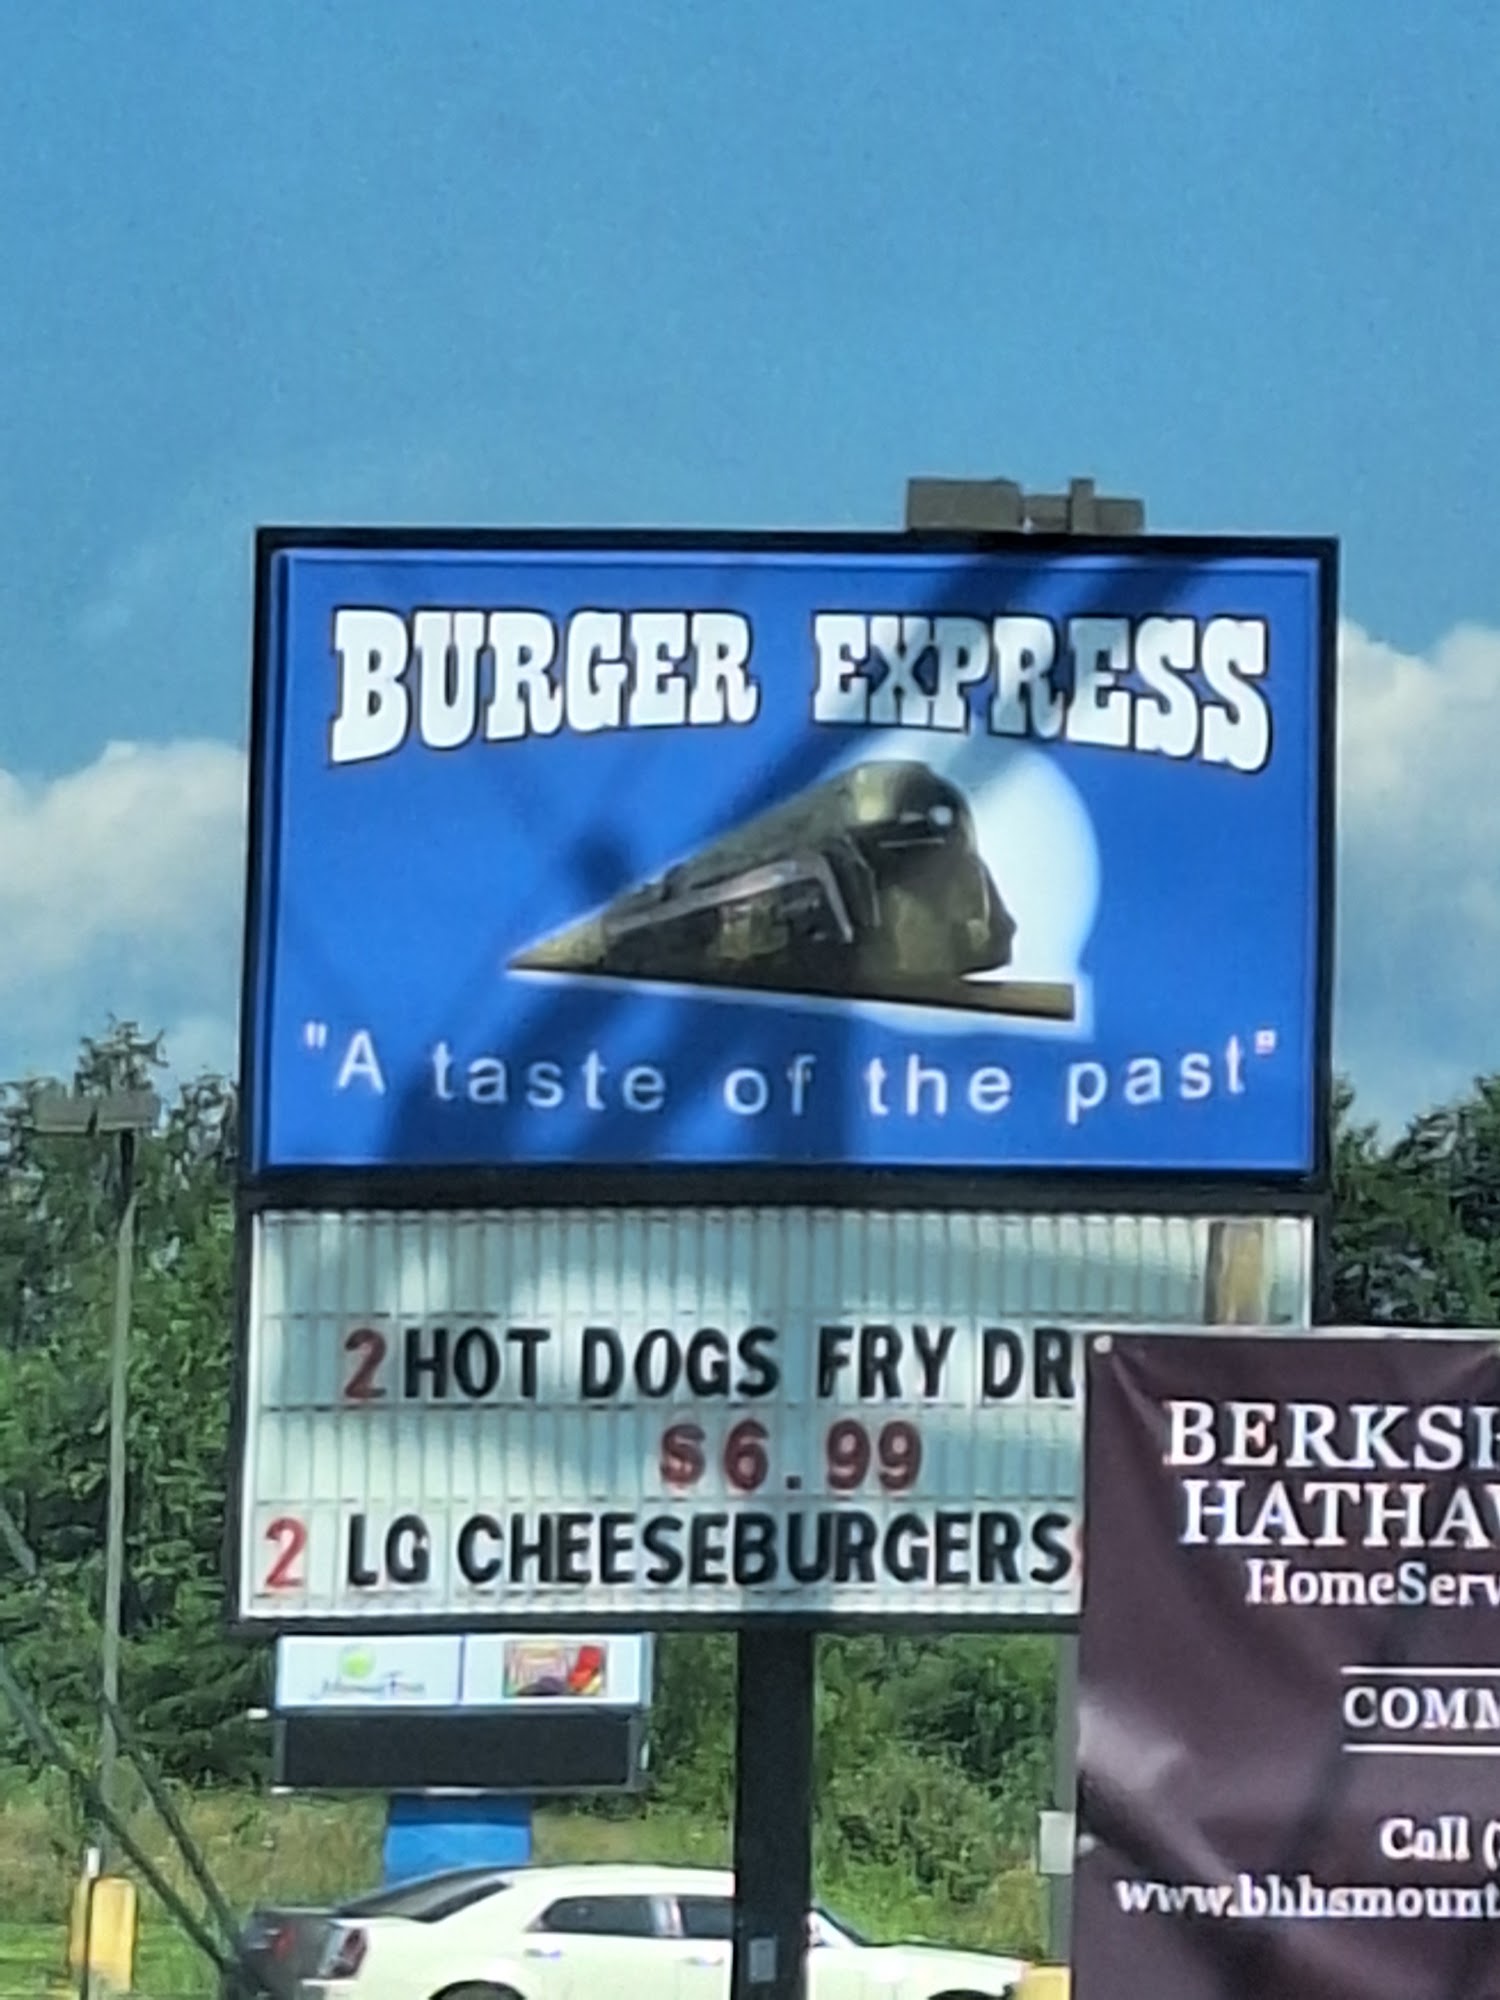 BURGER EXPRESS
"A taste of the past"
2 HOT DOGS FRY DR
$6.99
2 LG CHEESEBURGERS
BERKSH
HATHAW
HomeServ
COMM
Call (
www.bhhsmount